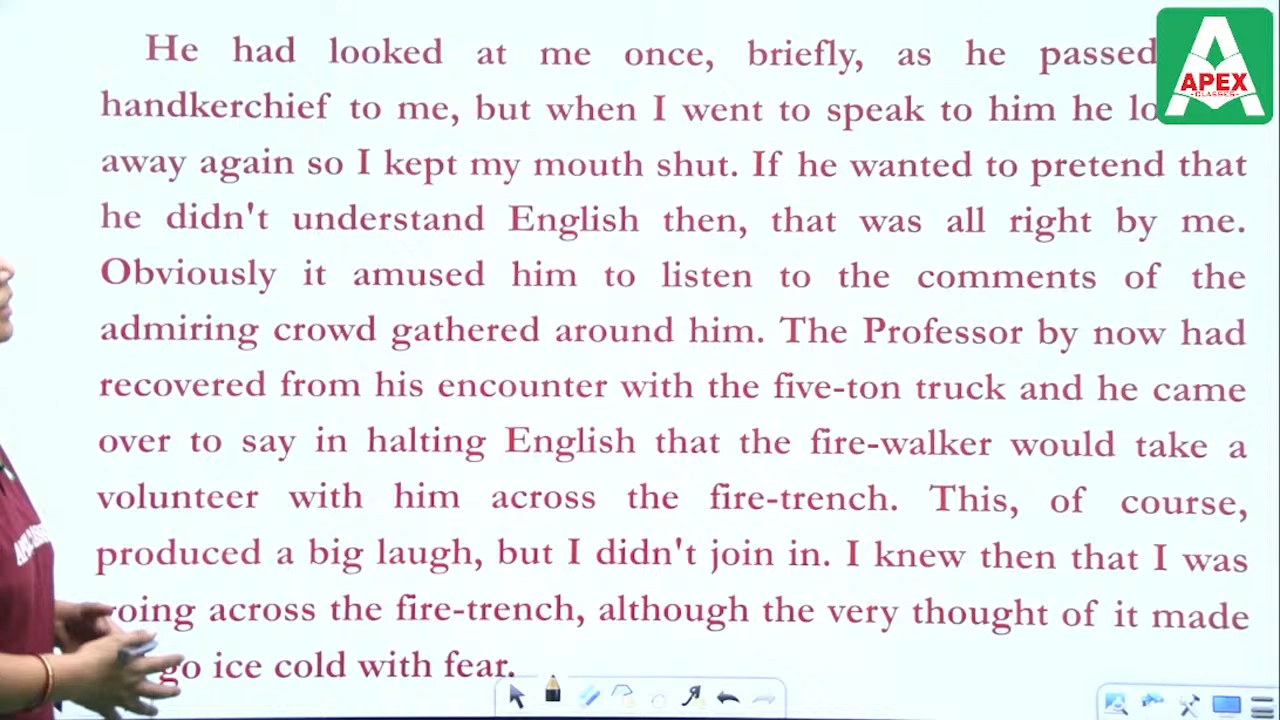 He had looked at me once, briefly, as he passed
handkerchief to me, but when I went to speak to him he
away again so I kept my mouth shut. If he wanted to pretend that
he didn't understand English then, that was all right by me.
Obviously it amused him to listen to the comments of the
admiring crowd gathered around him. The Professor by now had
recovered from his encounter with the five-ton truck and he came
over to say in halting English that the fire-walker would take a
volunteer with him across the fire-trench. This, of course,
produced a big laugh, but I didn't join in. I knew then that I was
across the fire-trench, although the very thought of it made
go ice cold with fear.
APEX
CLASSES